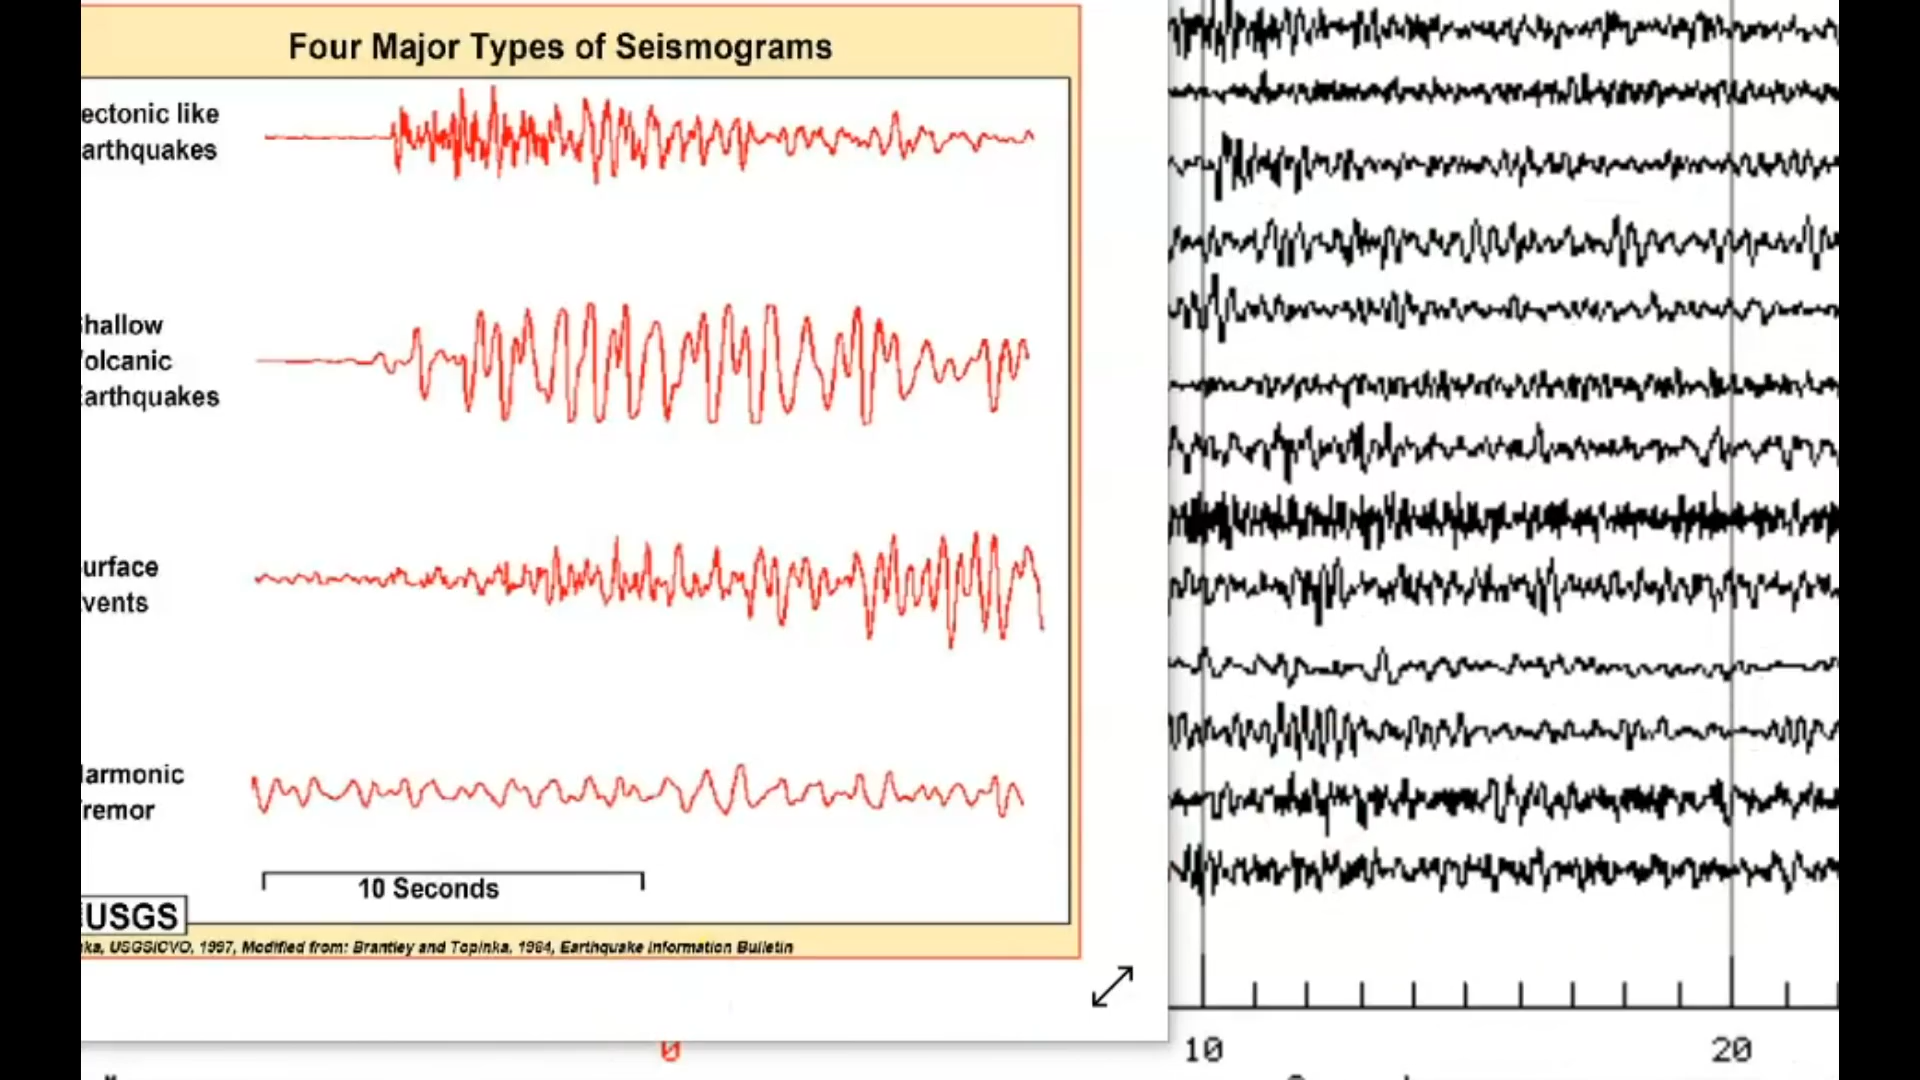 Four Major Types of Seismograms
ectonic like
arthquakes
hallow
olcanic
Earthquakes
urface
vents
armonic
remor
10 Seconds
USGS
ka, USGS/CVO, 1997, Modified from: Brantley and Topinka, 1984, Earthquake Information Bulletin
0
10
20